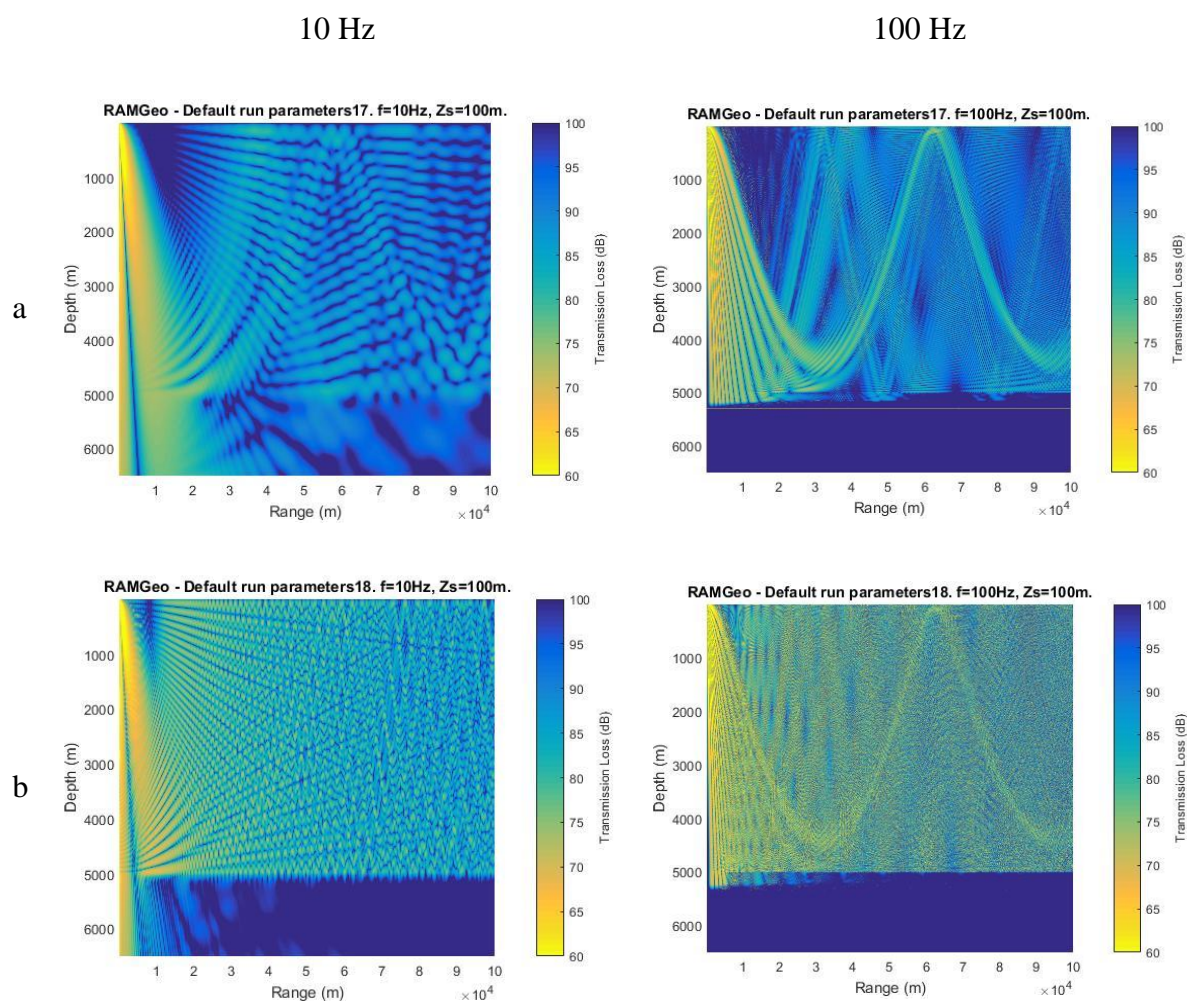 10 Hz
100 Hz
a
RAMGeo - Default run parameters17. f=10Hz, Zs=100m.
Depth (m)
1000
2000
3000
4000
5000
6000
1 2 3 4 5 6 7 8 9 10
Range (m)
×10⁴
100
95
90
85
80
75
70
65
60
Transmission Loss (dB)
RAMGeo - Default run parameters17. f=100Hz, Zs=100m.
Depth (m)
1000
2000
3000
4000
5000
6000
1 2 3 4 5 6 7 8 9 10
Range (m)
×10⁴
100
95
90
85
80
75
70
65
60
Transmission Loss (dB)
b
RAMGeo - Default run parameters18. f=10Hz, Zs=100m.
Depth (m)
1000
2000
3000
4000
5000
6000
1 2 3 4 5 6 7 8 9 10
Range (m)
×10⁴
100
95
90
85
80
75
70
65
60
Transmission Loss (dB)
RAMGeo - Default run parameters18. f=100Hz, Zs=100m.
Depth (m)
1000
2000
3000
4000
5000
6000
1 2 3 4 5 6 7 8 9 10
Range (m)
×10⁴
100
95
90
85
80
75
70
65
60
Transmission Loss (dB)